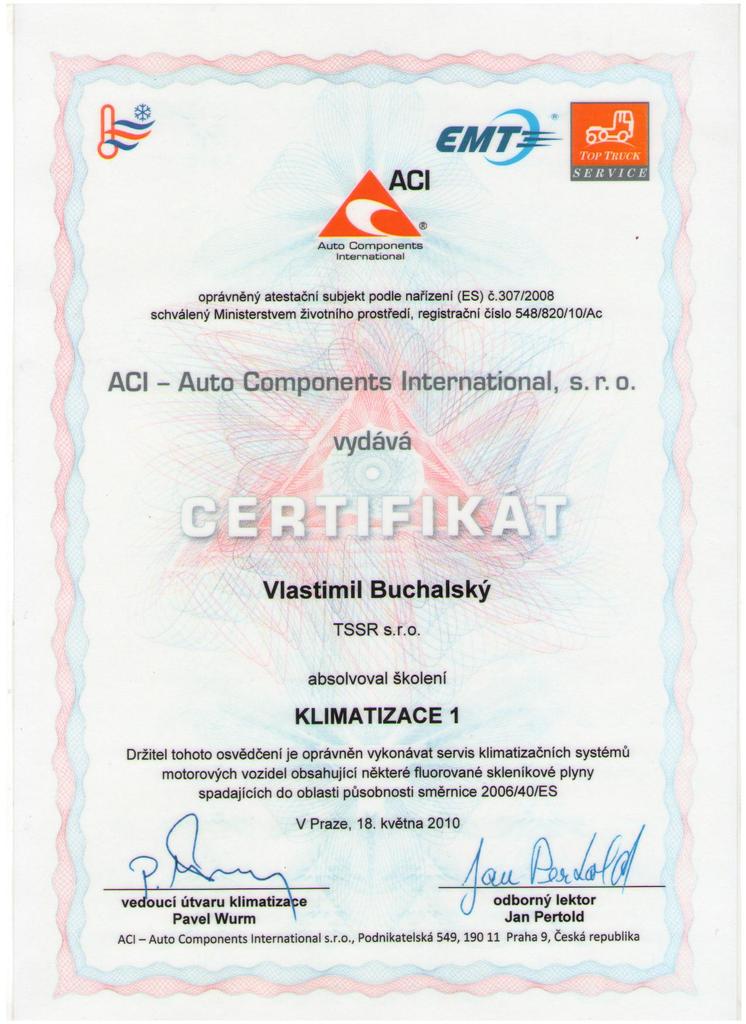 EMT ®
TOP TRUCK
SERVICE
ACI
®
Auto Components
International
oprávněný atestační subjekt podle nařízení (ES) č.307/2008
schválený Ministerstvem životního prostředí, registrační číslo 548/820/10/Ac
ACI – Auto Components International, s. r. o.
vydává
CERTIFIKÁT
Vlastimil Buchalský
TSSR s.r.o.
absolvoval školení
KLIMATIZACE 1
Držitel tohoto osvědčení je oprávněn vykonávat servis klimatizačních systémů
motorových vozidel obsahující některé fluorované skleníkové plyny
spadajících do oblasti působnosti směrnice 2006/40/ES
V Praze, 18. května 2010
P. Wurm
Jan Pertold
vedoucí útvaru klimatizace
Pavel Wurm
odborný lektor
Jan Pertold
ACI – Auto Components International s.r.o., Podnikatelská 549, 190 11 Praha 9, Česká republika